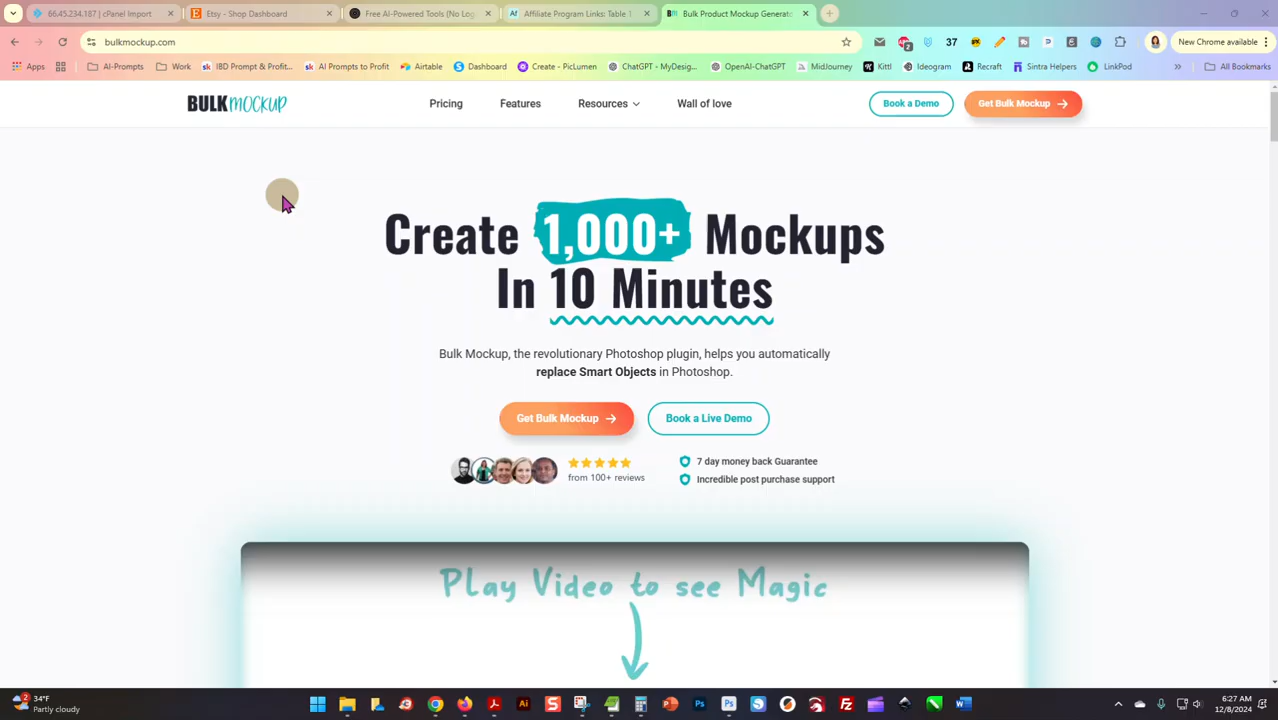 66.45.234.187 | cPanel Import
Etsy - Shop Dashboard
Free AI-Powered Tools (No Log
Affiliate Program Links: Table 1
Bulk Product Mockup Generato
bulkmockup.com
2
37
New Chrome available
Apps
AI-Prompts
Work
IBD Prompt & Profit...
AI Prompts to Profit
Airtable
Dashboard
Create - PicLumen
ChatGPT - MyDesig...
OpenAI-ChatGPT
MidJourney
Kittl
Ideogram
Recraft
Sintra Helpers
LinkPod
»
All Bookmarks
BULKMOCKUP
Pricing
Features
Resources
Wall of love
Book a Demo
Get Bulk Mockup
Create 1,000+ Mockups
In 10 Minutes
Bulk Mockup, the revolutionary Photoshop plugin, helps you automatically
replace Smart Objects in Photoshop.
Get Bulk Mockup
Book a Live Demo
from 100+ reviews
7 day money back Guarantee
Incredible post purchase support
Play Video to see Magic
2
34°F
Partly cloudy
6:27 AM
12/8/2024